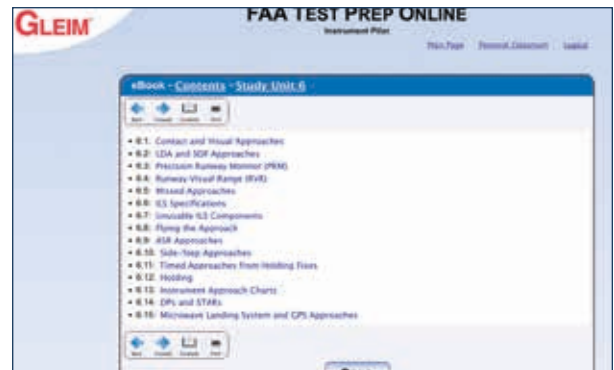 GLEIM
FAA TEST PREP ONLINE
Instrument Pilot
Main Page Personal Classroom Logout
eBook - Contents - Study Unit 6
• 6.1: Contact and Visual Approaches
• 6.2: LDA and SDF Approaches
• 6.3: Precision Runway Monitor (PRM)
• 6.4: Runway Visual Range (RVR)
• 6.5: Missed Approaches
• 6.6: ILS Specifications
• 6.7: Unusable ILS Components
• 6.8: Flying the Approach
• 6.9: ASR Approaches
• 6.10: Side-Step Approaches
• 6.11: Timed Approaches from Holding Fixes
• 6.12: Holding
• 6.13: Instrument Approach Charts
• 6.14: DPs and STARs
• 6.15: Microwave Landing System and GPS Approaches